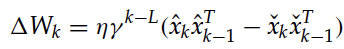 ΔW_k = ηγ^{k−L}(x̂_k x̂_{k−1}^T − x̌_k x̌_{k−1}^T)